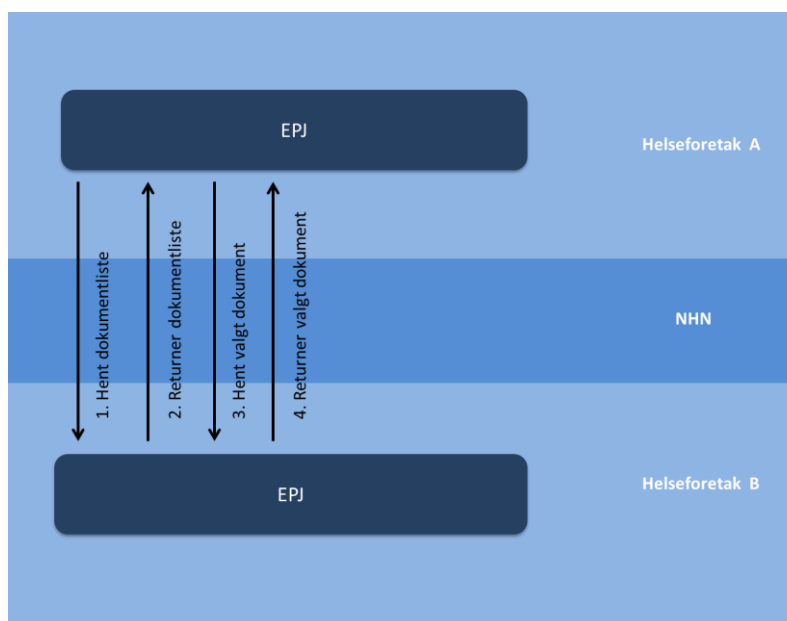 EPJ
Helseforetak A
1. Hent dokumentliste
2. Returner dokumentliste
3. Hent valgt dokument
4. Returner valgt dokument
NHN
Helseforetak B
EPJ